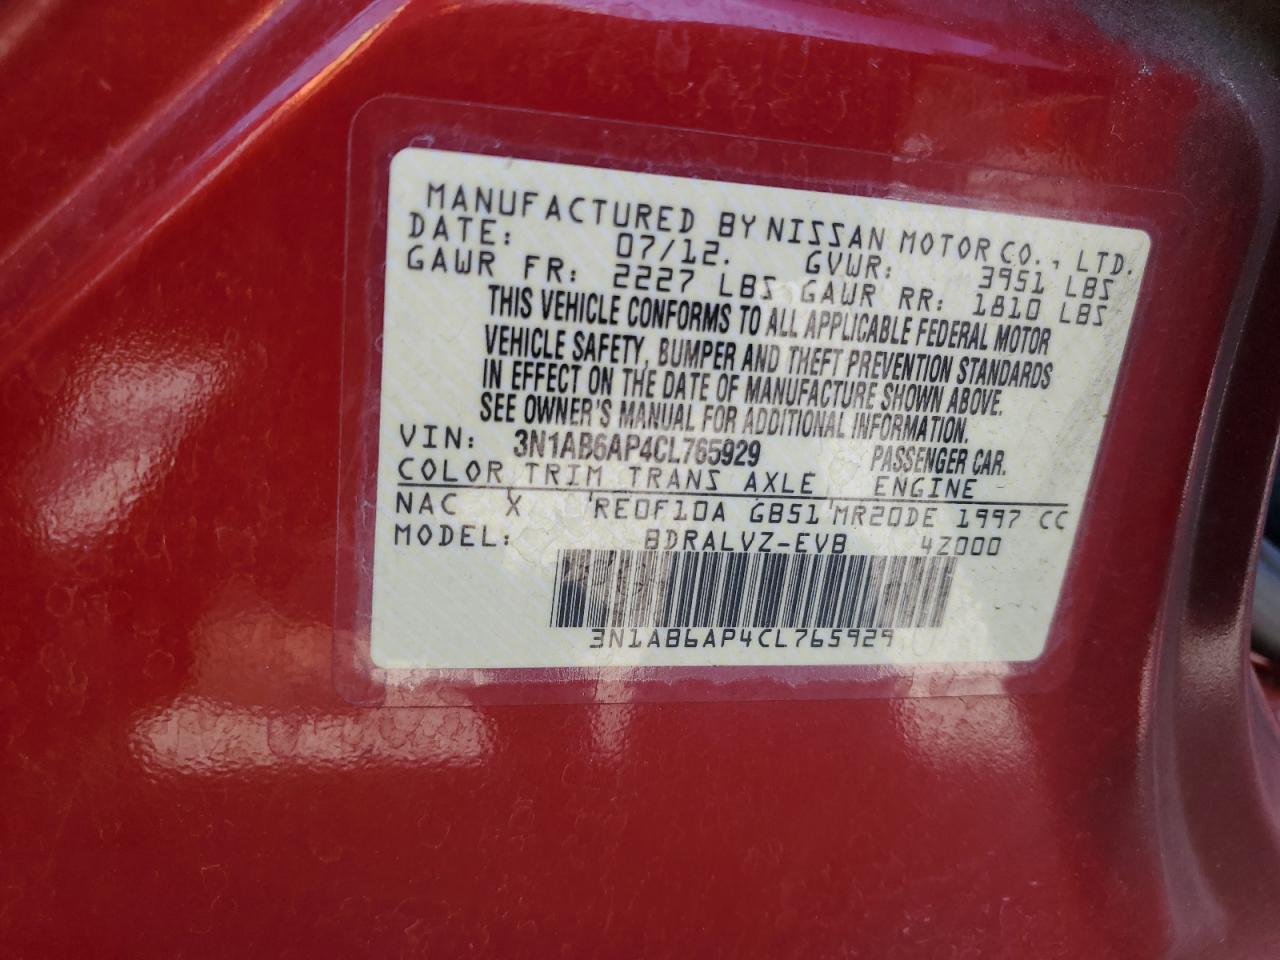 MANUFACTURED BY NISSAN MOTOR CO., LTD.
DATE: 07/12. GVWR: 3951 LBS
GAWR FR: 2227 LBS GAWR RR: 1810 LBS
THIS VEHICLE CONFORMS TO ALL APPLICABLE FEDERAL MOTOR
VEHICLE SAFETY, BUMPER AND THEFT PREVENTION STANDARDS
IN EFFECT ON THE DATE OF MANUFACTURE SHOWN ABOVE.
SEE OWNER'S MANUAL FOR ADDITIONAL INFORMATION.
VIN: 3N1AB6AP4CL765929 PASSENGER CAR.
COLOR TRIM TRANS AXLE ENGINE
NAC X RE0F10A GB51 MR20DE 1997 CC
MODEL: BDRALVZ-EVB 4Z000
3N1AB6AP4CL765929